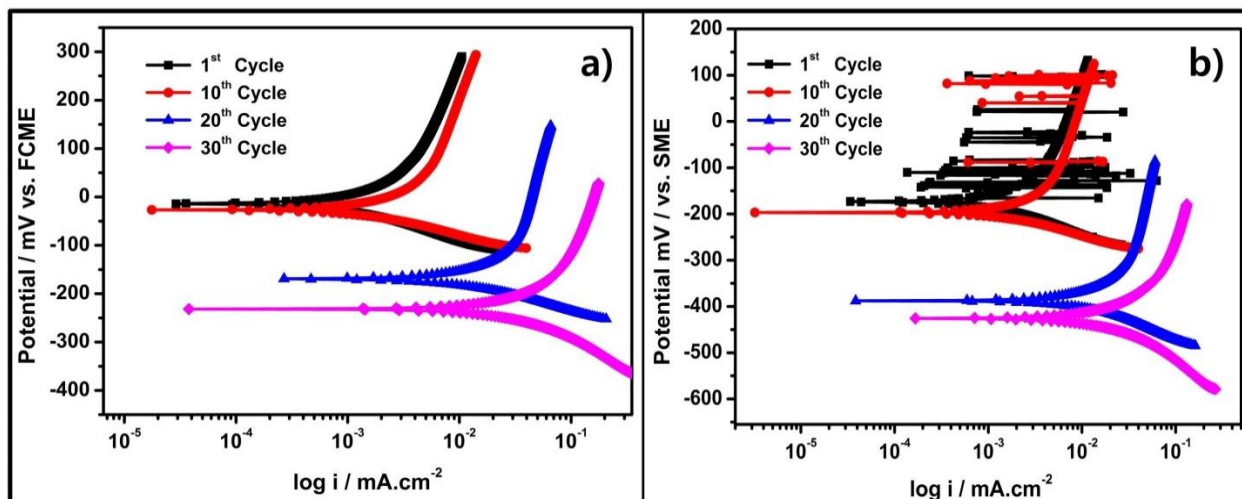 a)
1st Cycle
10th Cycle
20th Cycle
30th Cycle
Potential / mV vs. FCME
300
200
100
0
-100
-200
-300
-400
10-5
10-4
10-3
10-2
10-1
log i / mA.cm-2
b)
1st Cycle
10th Cycle
20th Cycle
30th Cycle
Potential mV / vs. SME
100
0
-100
-200
-300
-400
-500
-600
10-5
10-4
10-3
10-2
10-1
log i / mA.cm-2